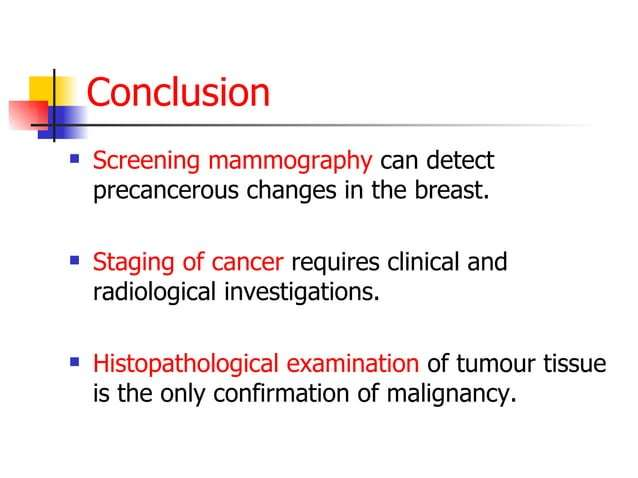 Conclusion
Screening mammography can detect
precancerous changes in the breast.
Staging of cancer requires clinical and
radiological investigations.
Histopathological examination of tumour tissue
is the only confirmation of malignancy.